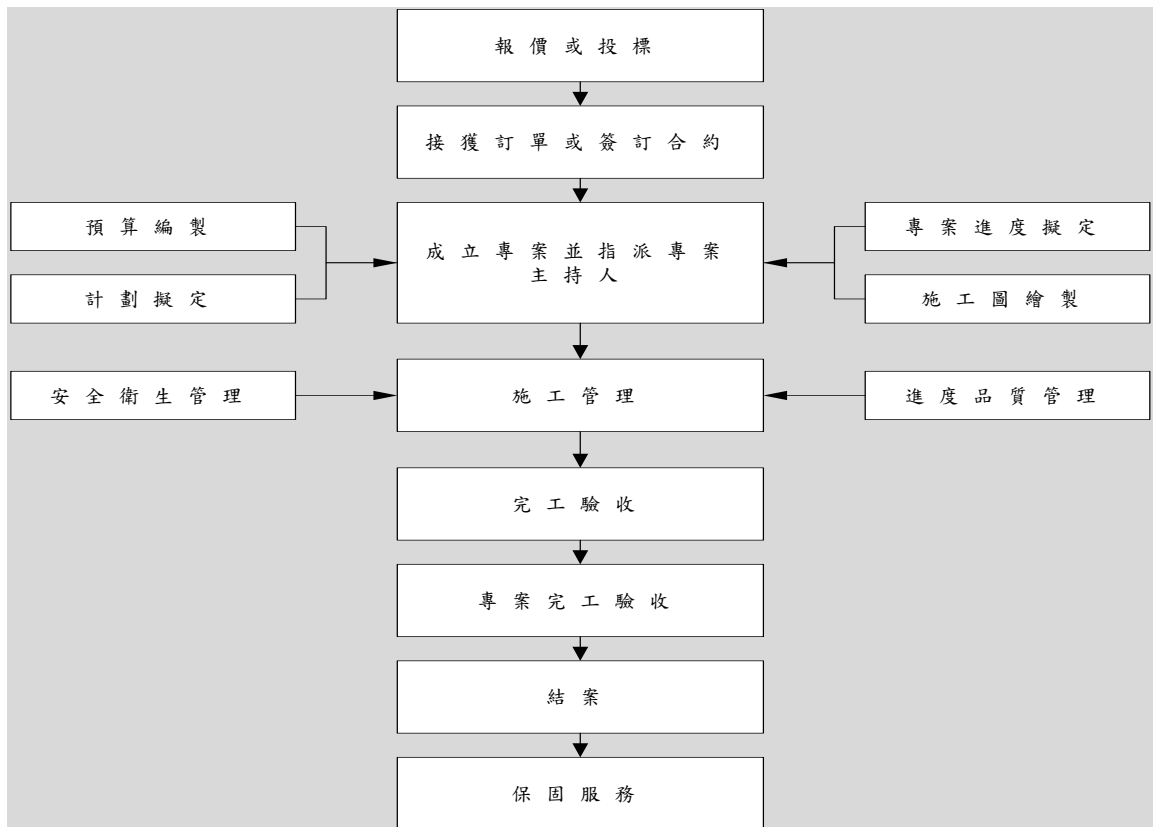 報價或投標
接獲訂單或簽訂合約
預算編製
成立專案並指派專案
主持人
專案進度擬定
計劃擬定
施工圖繪製
安全衛生管理
施工管理
進度品質管理
完工驗收
專案完工驗收
結案
保固服務